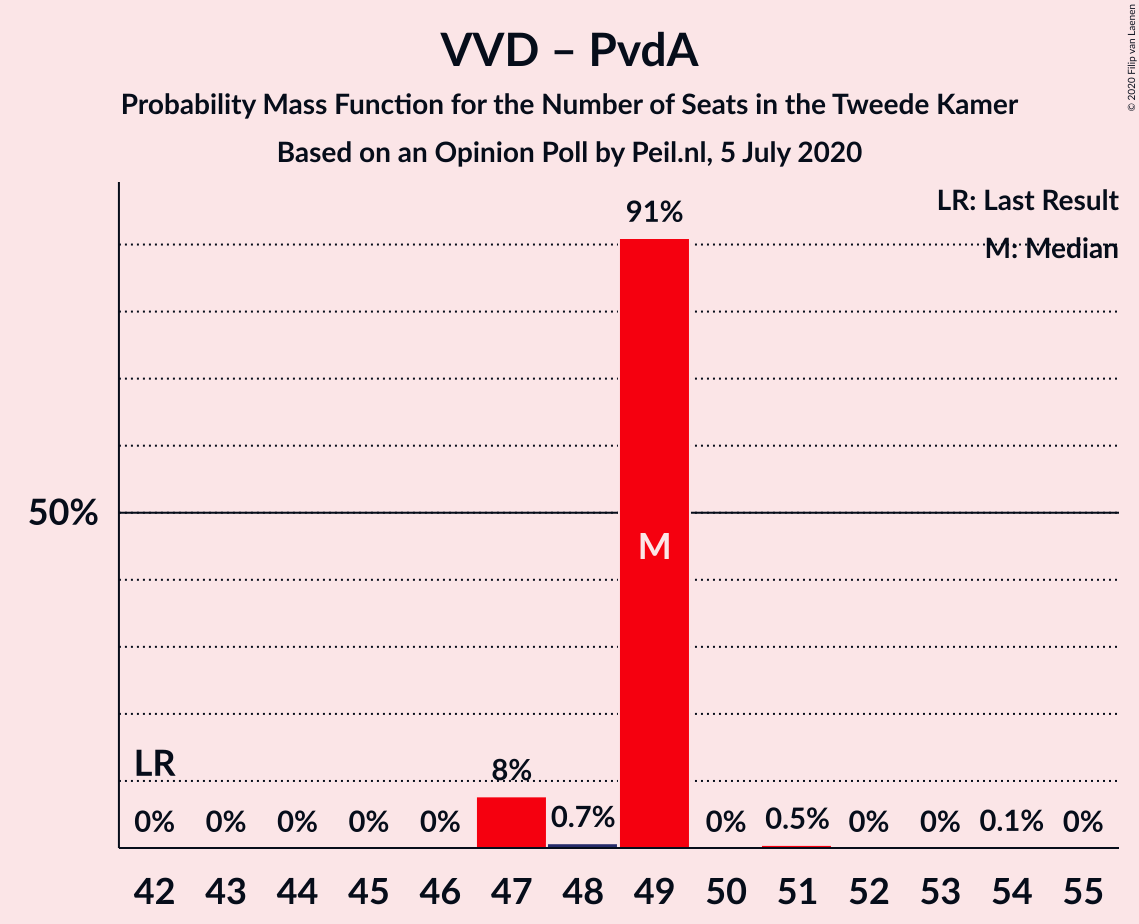 VVD – PvdA
Probability Mass Function for the Number of Seats in the Tweede Kamer
Based on an Opinion Poll by Peil.nl, 5 July 2020
© 2020 Filip van Laenen
LR: Last Result
M: Median
91%
50%
M
LR
0% 0% 0% 0% 0% 8% 0.7% 0% 0.5% 0% 0% 0.1% 0%
42 43 44 45 46 47 48 49 50 51 52 53 54 55